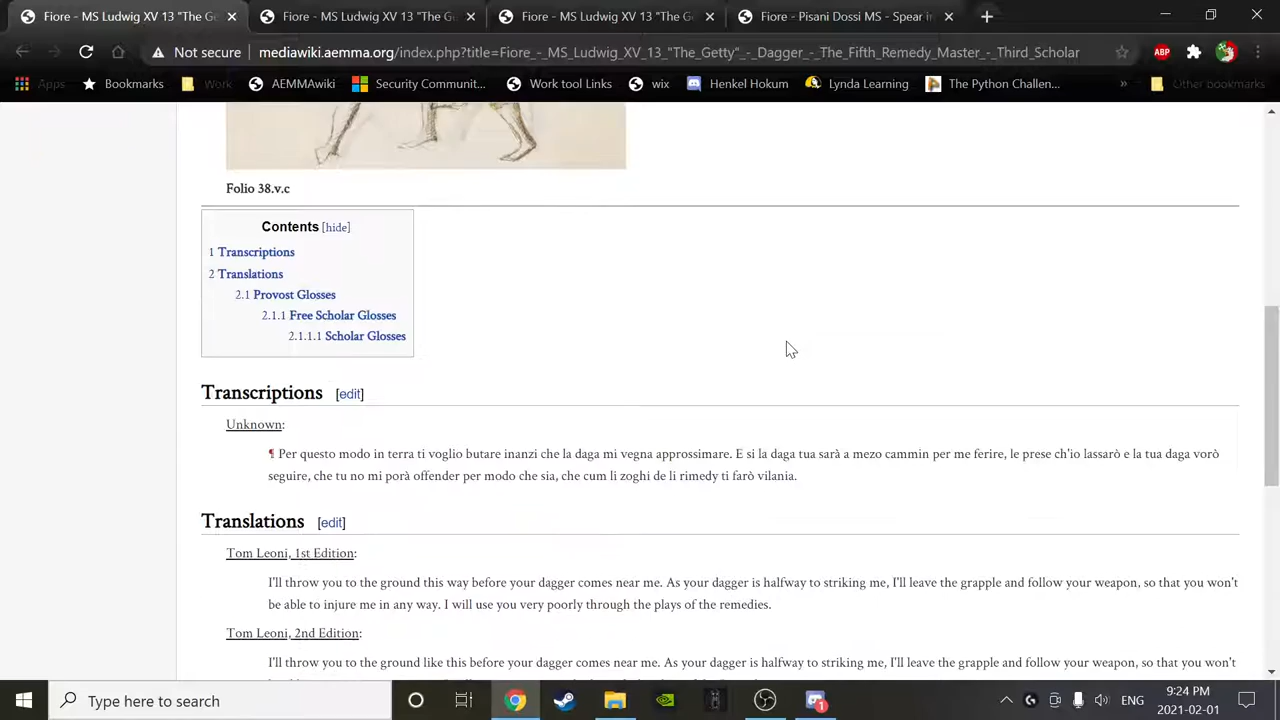 Fiore - MS Ludwig XV 13 "The G
Fiore - MS Ludwig XV 13 "The G
Fiore - MS Ludwig XV 13 "The G
Fiore - Pisani Dossi MS - Spear in
Not secure mediawiki.aemma.org/index.php?title=Fiore_-_MS_Ludwig_XV_13_"The_Getty"_-_Dagger_-_The_Fifth_Remedy_Master_-_Third_Scholar
ABP
Apps Bookmarks Work AEMMAwiki Security Communit... Work tool Links wix Henkel Hokum Lynda Learning The Python Challen... » Other bookmarks
Folio 38.v.c
Contents [hide]
1 Transcriptions
2 Translations
2.1 Provost Glosses
2.1.1 Free Scholar Glosses
2.1.1.1 Scholar Glosses
Transcriptions [edit]
Unknown:
¶ Per questo modo in terra ti voglio butare inanzi che la daga mi vegna approssimare. E si la daga tua sarà a mezo cammin per me ferire, le prese ch'io lassarò e la tua daga vorò
seguire, che tu no mi porà offender per modo che sia, che cum li zoghi de li rimedy ti farò vilania.
Translations [edit]
Tom Leoni, 1st Edition:
I'll throw you to the ground this way before your dagger comes near me. As your dagger is halfway to striking me, I'll leave the grapple and follow your weapon, so that you won't
be able to injure me in any way. I will use you very poorly through the plays of the remedies.
Tom Leoni, 2nd Edition:
I'll throw you to the ground like this before your dagger comes near me. As your dagger is halfway to striking me, I'll leave the grapple and follow your weapon, so that you won't
Type here to search
1
ENG
9:24 PM
2021-02-01